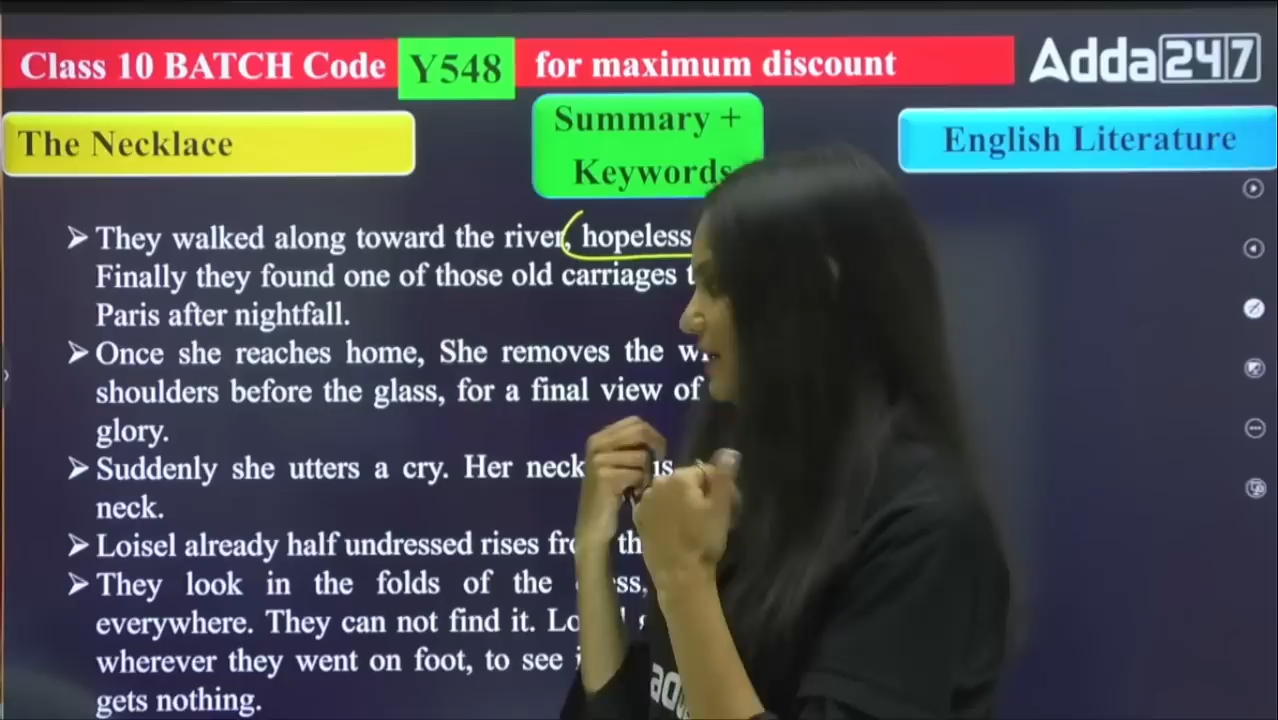 Class 10 BATCH Code Y548 for maximum discount
Adda247
The Necklace
Summary +
Keywords
English Literature
➤ They walked along toward the river, hopeless
Finally they found one of those old carriages
Paris after nightfall.
➤ Once she reaches home, She removes the
shoulders before the glass, for a final view of
glory.
➤ Suddenly she utters a cry. Her neck is
neck.
➤ Loisel already half undressed rises
➤ They look in the folds of the
everywhere. They can not find it.
wherever they went on foot, to see
gets nothing.